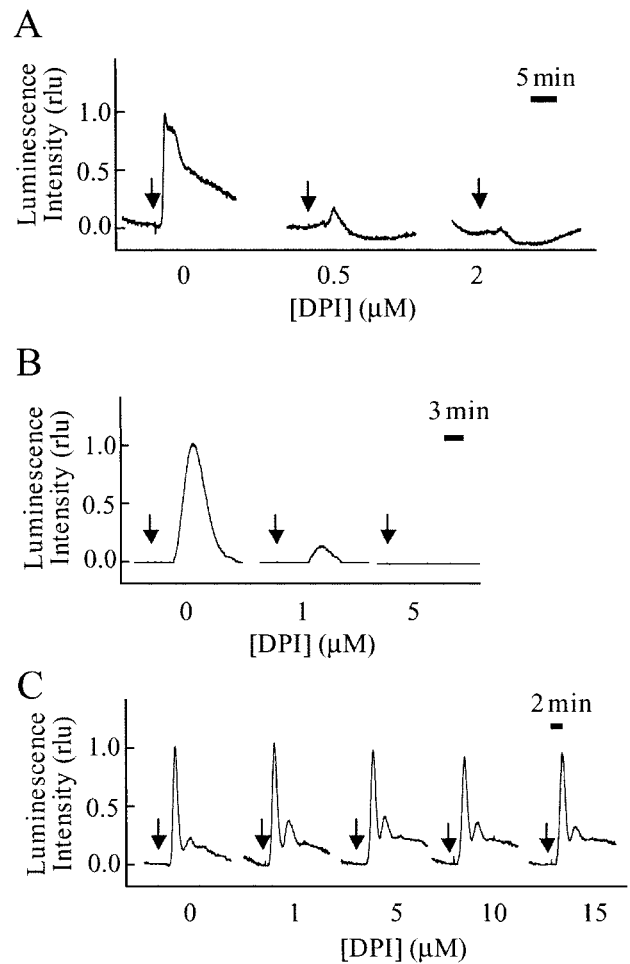 A
Luminescence
Intensity (rlu)
5 min
1.0
0.5
0.0
0 0.5 2
[DPI] (μM)
B
Luminescence
Intensity (rlu)
3 min
1.0
0.5
0.0
0 1 5
[DPI] (μM)
C
Luminescence
Intensity (rlu)
2 min
1.0
0.5
0.0
0 1 5 10 15
[DPI] (μM)